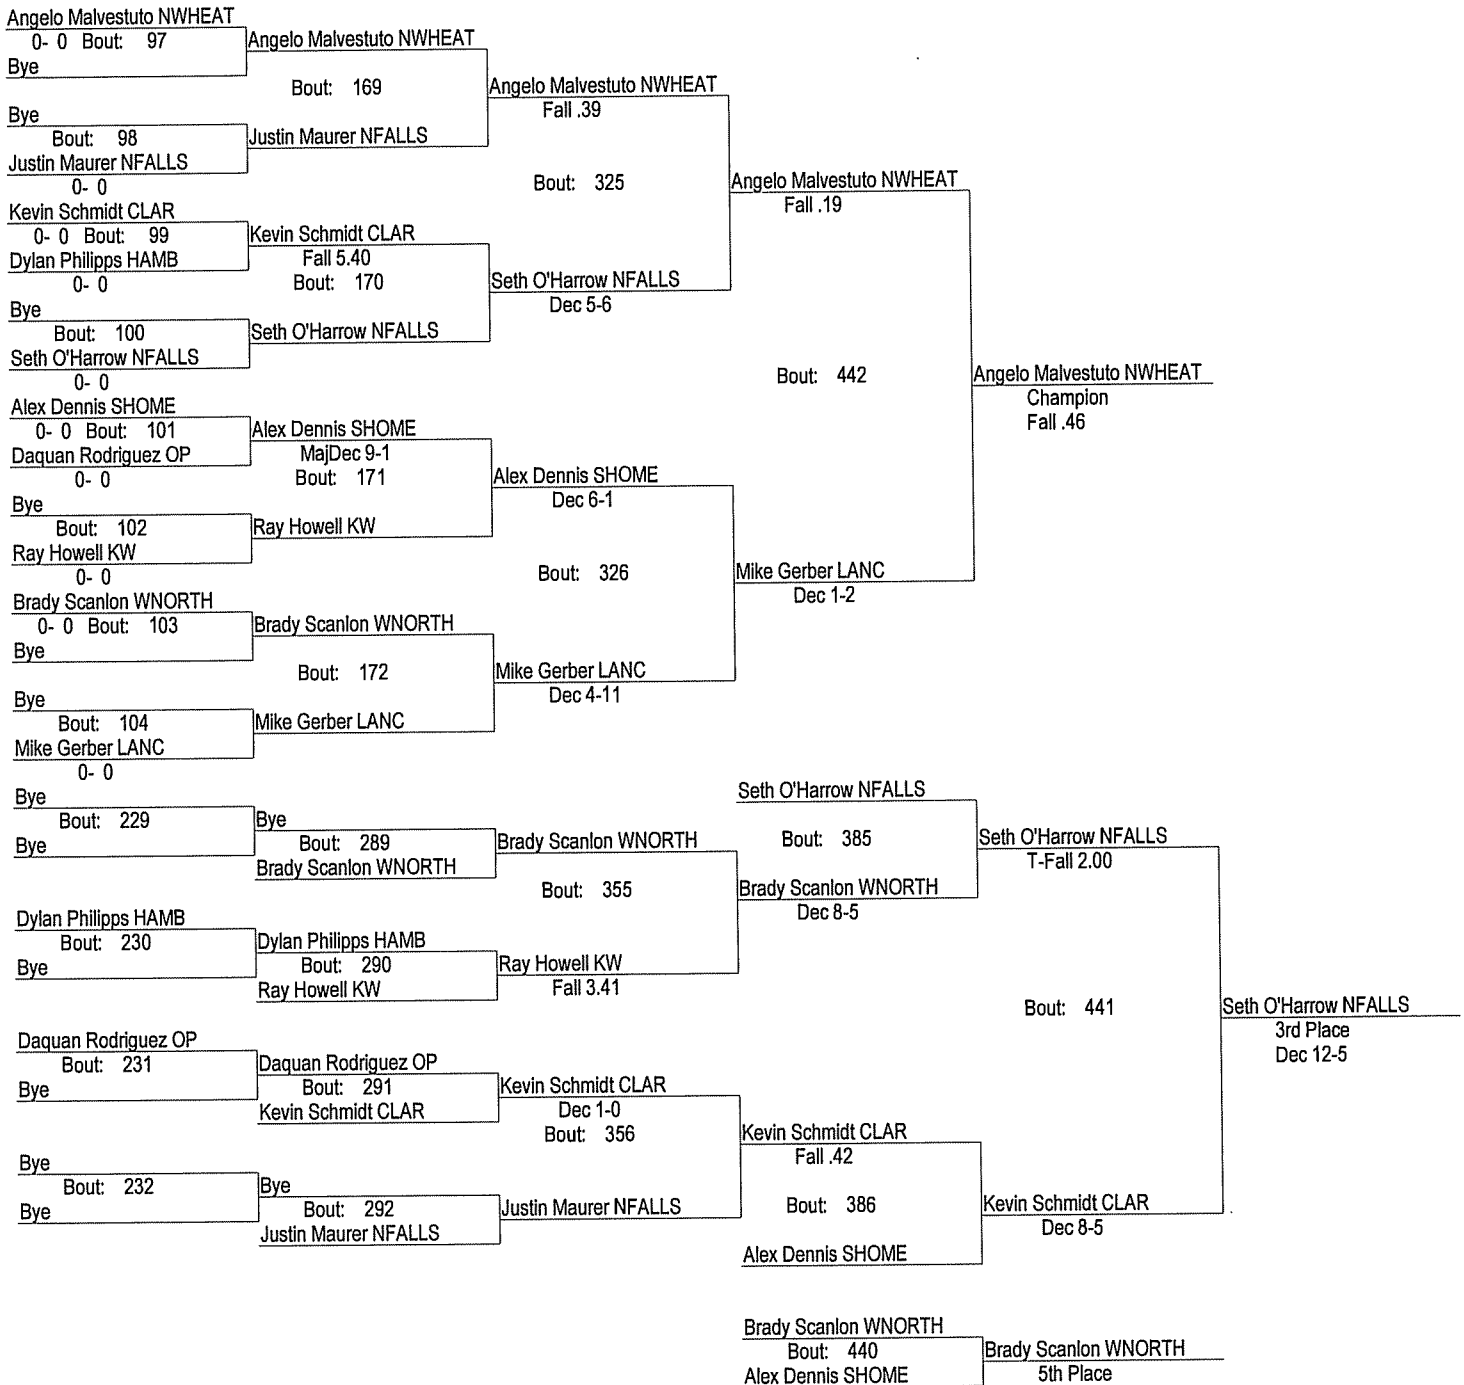 Angelo Malvestuto NWHEAT
0- 0 Bout: 97
Bye
Angelo Malvestuto NWHEAT
Bout: 169
Bye
Bout: 98
Justin Maurer NFALLS
0- 0
Justin Maurer NFALLS
Angelo Malvestuto NWHEAT
Fall .39
Bout: 325
Kevin Schmidt CLAR
0- 0 Bout: 99
Dylan Philipps HAMB
0- 0
Kevin Schmidt CLAR
Fall 5.40
Bout: 170
Bye
Bout: 100
Seth O'Harrow NFALLS
0- 0
Seth O'Harrow NFALLS
Seth O'Harrow NFALLS
Dec 5-6
Angelo Malvestuto NWHEAT
Fall .19
Bout: 442
Angelo Malvestuto NWHEAT
Champion
Fall .46
Alex Dennis SHOME
0- 0 Bout: 101
Daquan Rodriguez OP
0- 0
Alex Dennis SHOME
MajDec 9-1
Bout: 171
Bye
Bout: 102
Ray Howell KW
0- 0
Ray Howell KW
Alex Dennis SHOME
Dec 6-1
Bout: 326
Brady Scanlon WNORTH
0- 0 Bout: 103
Bye
Brady Scanlon WNORTH
Bout: 172
Bye
Bout: 104
Mike Gerber LANC
0- 0
Mike Gerber LANC
Mike Gerber LANC
Dec 4-11
Mike Gerber LANC
Dec 1-2
Bye
Bout: 229
Bye
Bye
Bout: 289
Brady Scanlon WNORTH
Brady Scanlon WNORTH
Bout: 355
Dylan Philipps HAMB
Bout: 230
Bye
Dylan Philipps HAMB
Bout: 290
Ray Howell KW
Ray Howell KW
Fall 3.41
Seth O'Harrow NFALLS
Bout: 385
Brady Scanlon WNORTH
Dec 8-5
Seth O'Harrow NFALLS
T-Fall 2.00
Bout: 441
Seth O'Harrow NFALLS
3rd Place
Dec 12-5
Daquan Rodriguez OP
Bout: 231
Bye
Daquan Rodriguez OP
Bout: 291
Kevin Schmidt CLAR
Kevin Schmidt CLAR
Dec 1-0
Bout: 356
Bye
Bout: 232
Bye
Bye
Bout: 292
Justin Maurer NFALLS
Justin Maurer NFALLS
Kevin Schmidt CLAR
Fall .42
Bout: 386
Alex Dennis SHOME
Kevin Schmidt CLAR
Dec 8-5
Brady Scanlon WNORTH
Bout: 440
Alex Dennis SHOME
Brady Scanlon WNORTH
5th Place